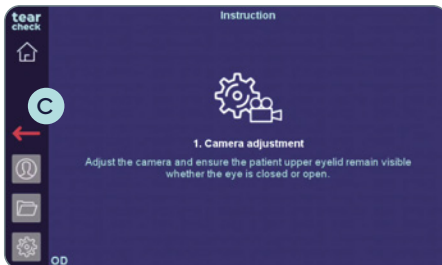 tear
check
Instruction
C
1. Camera adjustment
Adjust the camera and ensure the patient upper eyelid remain visible
whether the eye is closed or open.
OD